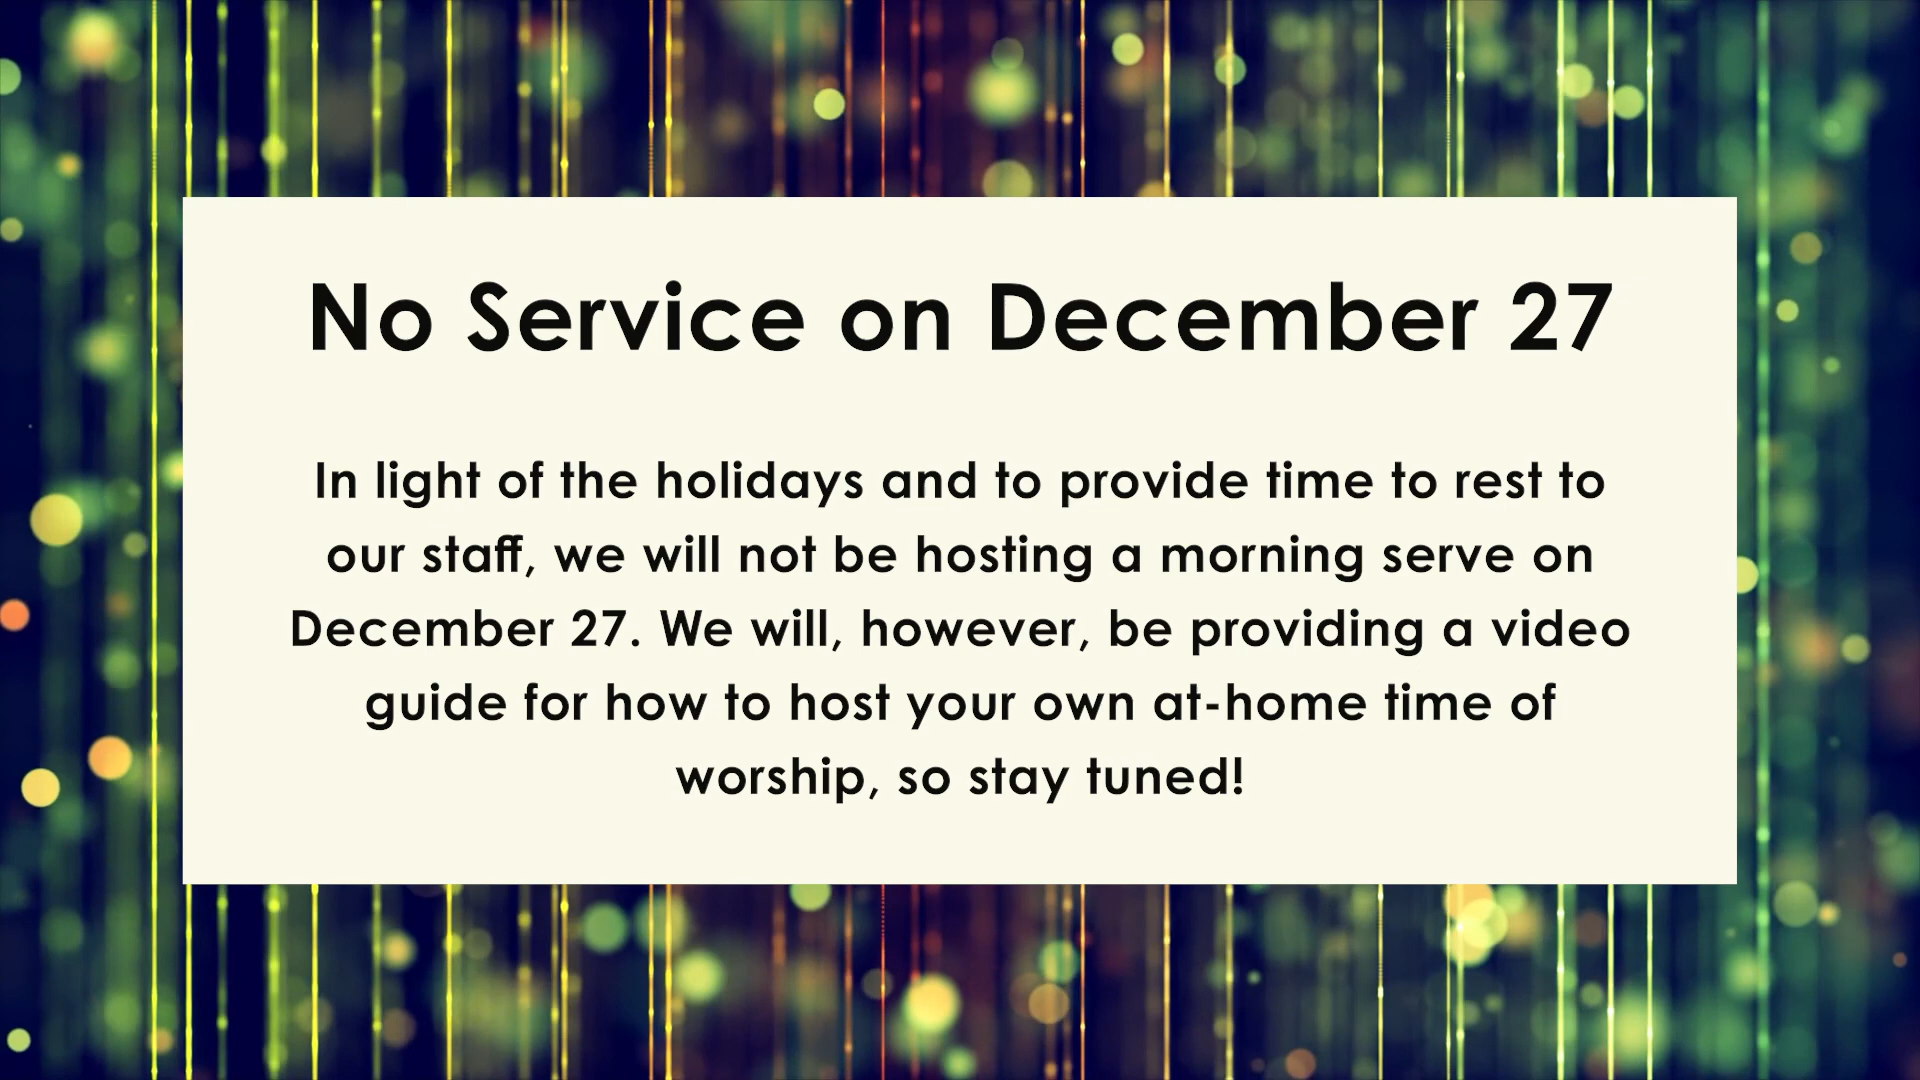 No Service on December 27
In light of the holidays and to provide time to rest to
our staff, we will not be hosting a morning serve on
December 27. We will, however, be providing a video
guide for how to host your own at-home time of
worship, so stay tuned!